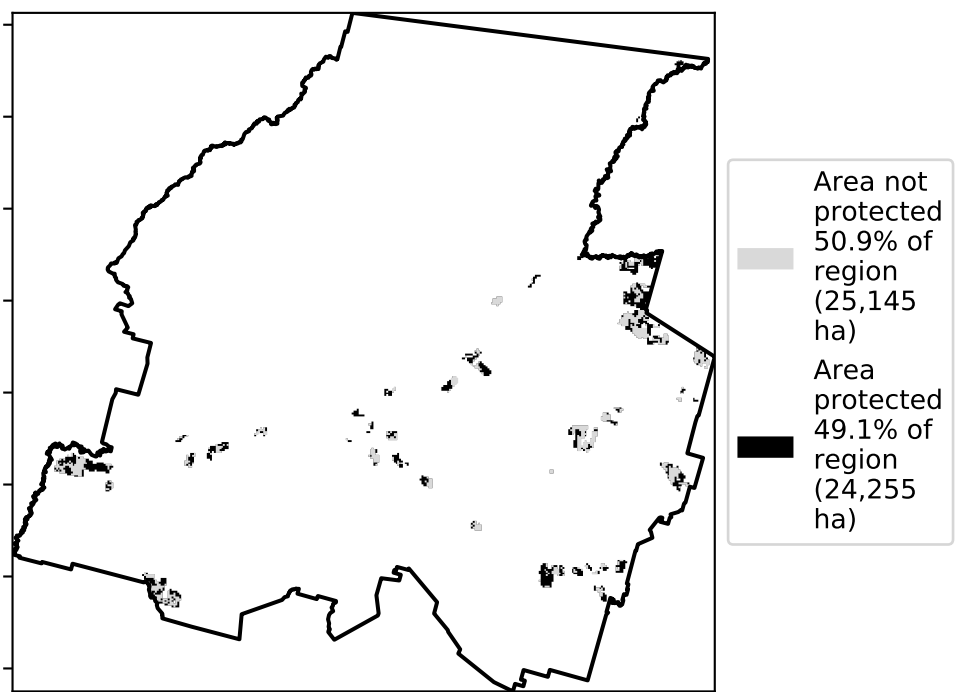 Area not
protected
50.9% of
region
(25,145
ha)
Area
protected
49.1% of
region
(24,255
ha)